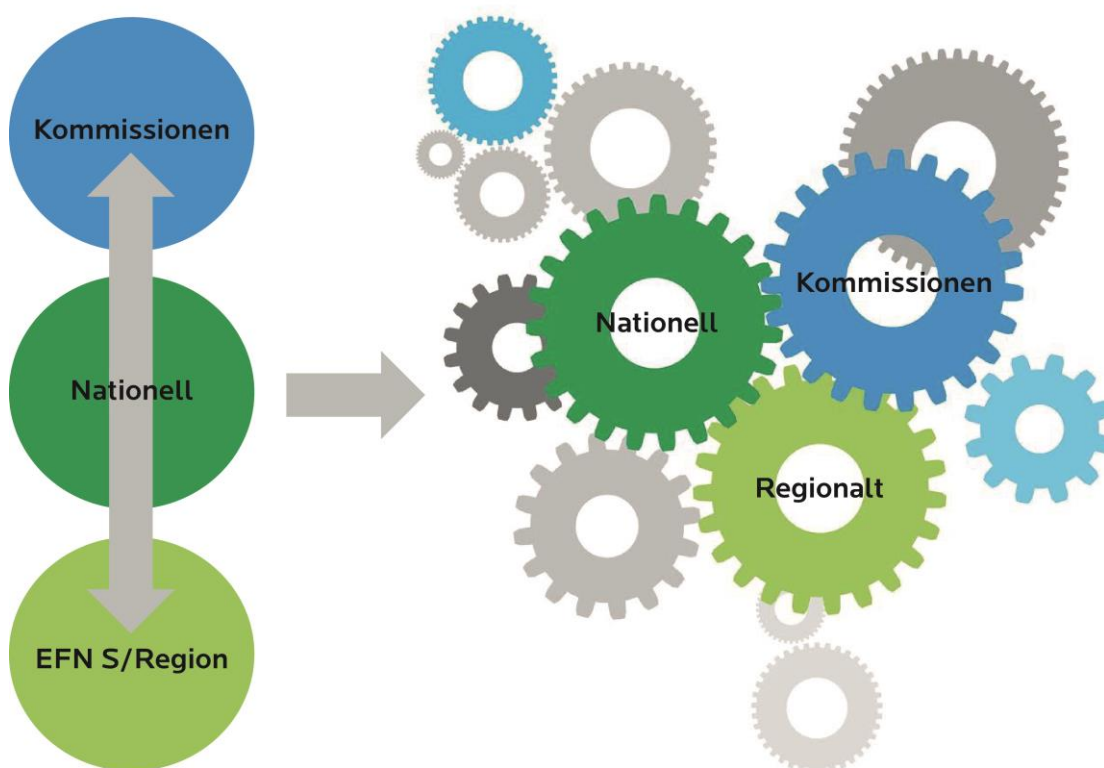 Kommissionen
Nationell
EFN S/Region
Nationell
Kommissionen
Regionalt